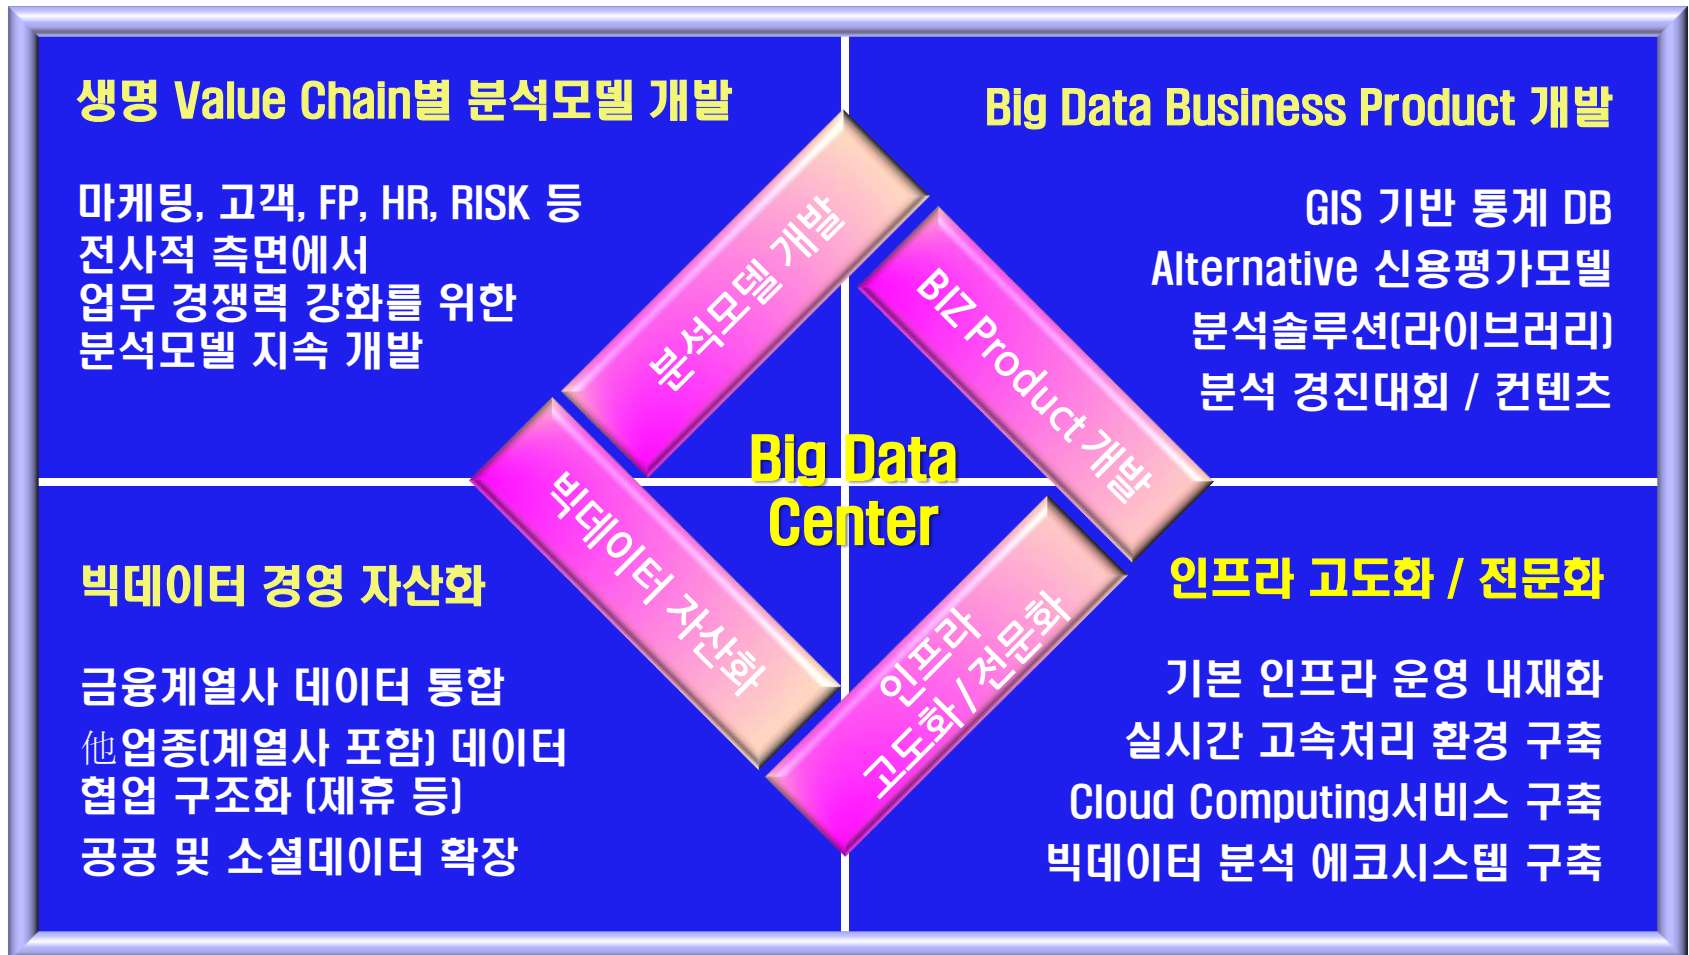 생명 Value Chain별 분석모델 개발
마케팅, 고객, FP, HR, RISK 등
전사적 측면에서
업무 경쟁력 강화를 위한
분석모델 지속 개발
Big Data Business Product 개발
GIS 기반 통계 DB
Alternative 신용평가모델
분석솔루션(라이브러리)
분석 경진대회 / 컨텐츠
분석모델 개발
BIZ Product 개발
Big Data
Center
빅데이터 자산화
인프라
고도화 / 전문화
빅데이터 경영 자산화
금융계열사 데이터 통합
他업종(계열사 포함) 데이터
협업 구조화 (제휴 등)
공공 및 소셜데이터 확장
인프라 고도화 / 전문화
기본 인프라 운영 내재화
실시간 고속처리 환경 구축
Cloud Computing서비스 구축
빅데이터 분석 에코시스템 구축